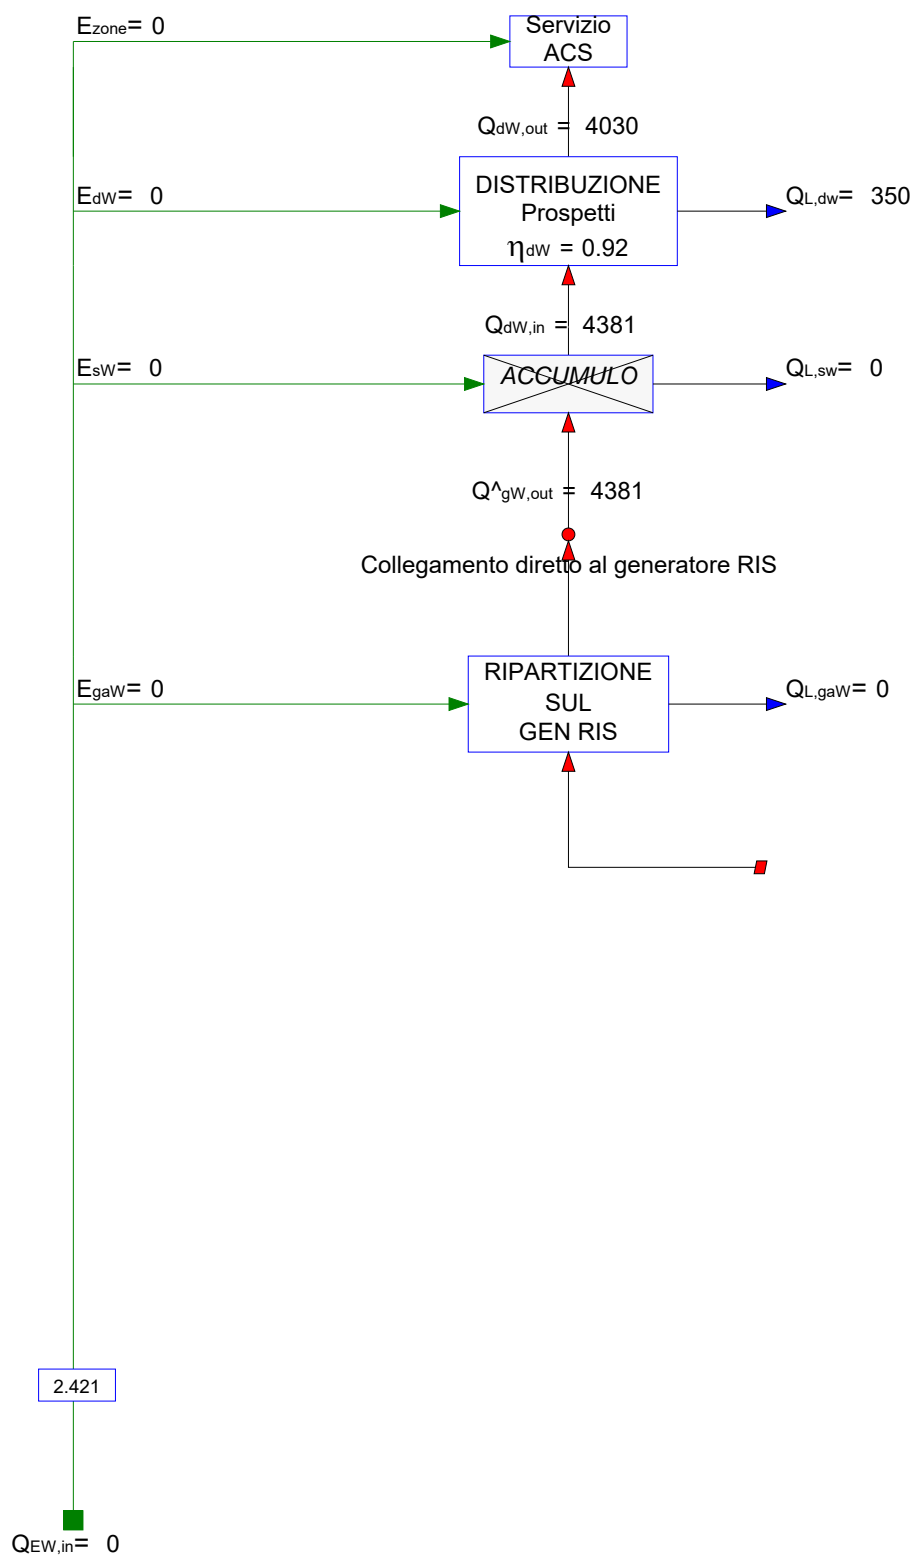 Ezone= 0
Servizio
ACS
QdW,out = 4030
EdW= 0
DISTRIBUZIONE
Prospetti
ηdW = 0.92
QL,dw= 350
QdW,in = 4381
EsW= 0
ACCUMULO
QL,sw= 0
Q^gW,out = 4381
Collegamento diretto al generatore RIS
EgaW= 0
RIPARTIZIONE
SUL
GEN RIS
QL,gaW= 0
2.421
QEW,in= 0